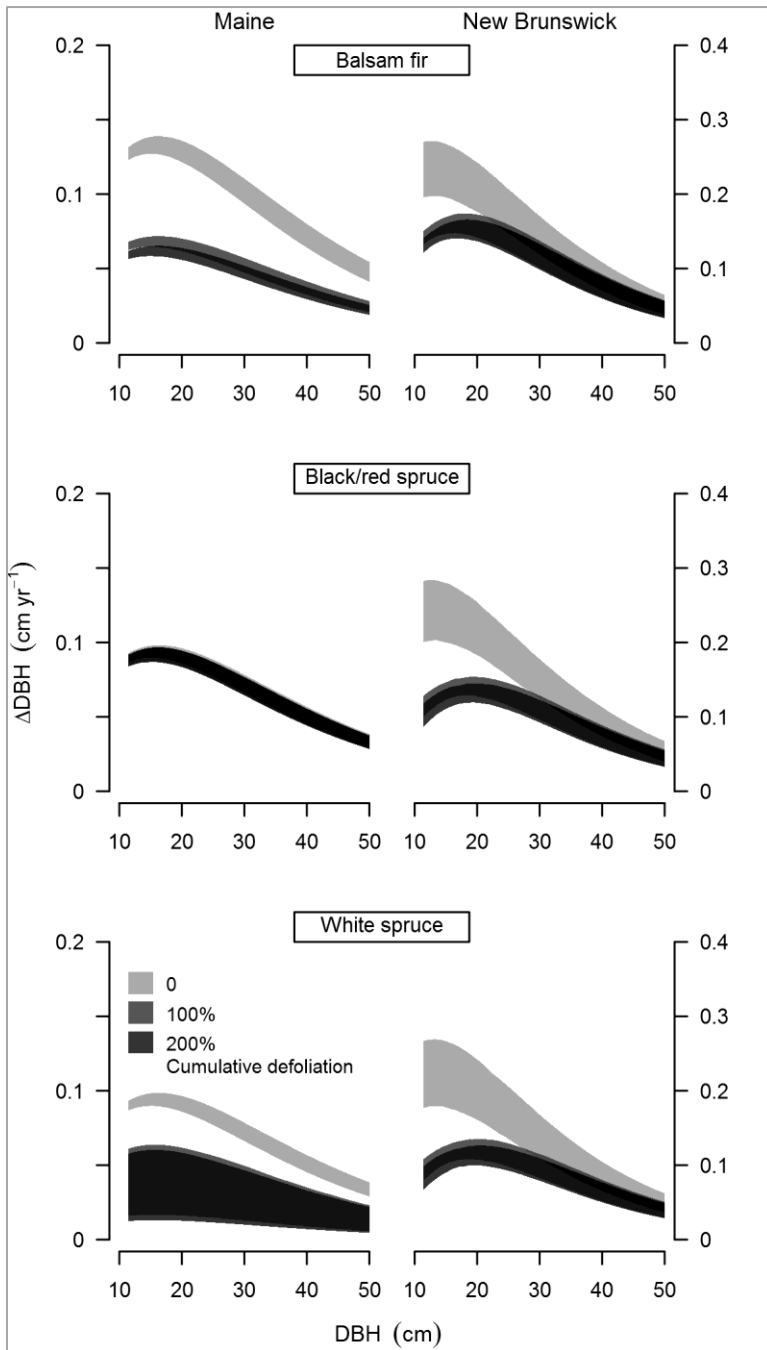 Maine New Brunswick
Balsam fir
0.2 0.4
0.3
0.1 0.2
0.1
0 0
10 20 30 40 50 10 20 30 40 50
Black/red spruce
0.2 0.4
0.3
0.1 0.2
0.1
0 0
10 20 30 40 50 10 20 30 40 50
ΔDBH (cm yr⁻¹)
White spruce
0.2 0.4
0
100%
200%
Cumulative defoliation
0.3
0.1 0.2
0.1
0 0
10 20 30 40 50 10 20 30 40 50
DBH (cm)